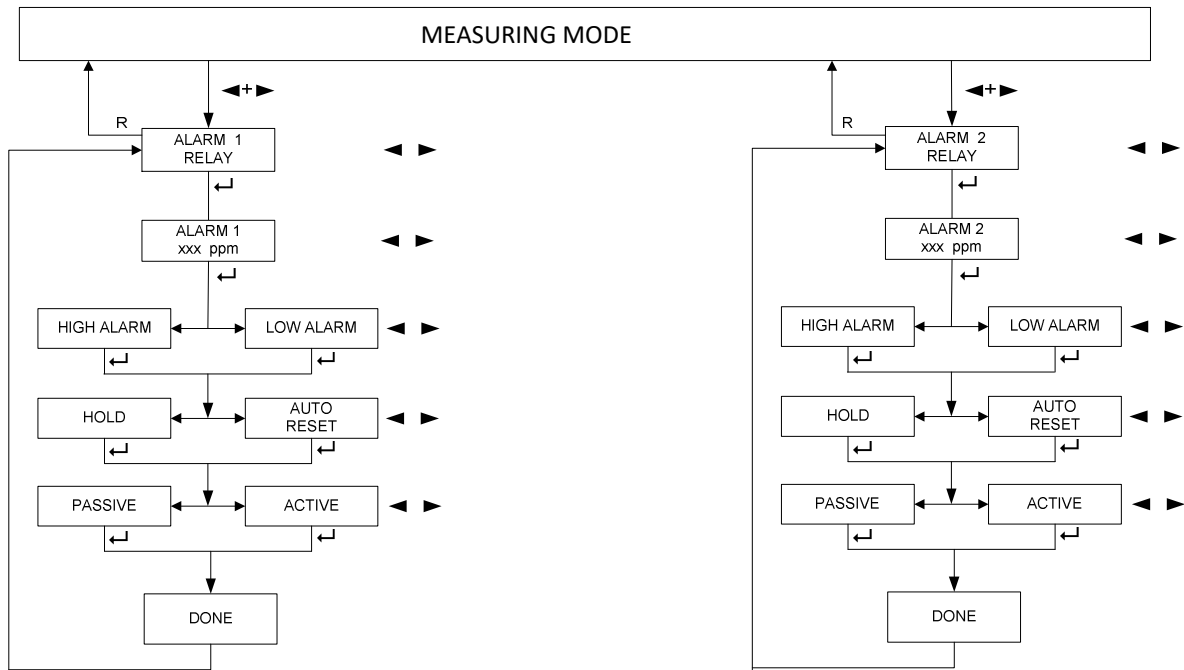 MEASURING MODE
R
ALARM 1
RELAY
ALARM 1
xxx ppm
HIGH ALARM
LOW ALARM
HOLD
AUTO
RESET
PASSIVE
ACTIVE
DONE
R
ALARM 2
RELAY
ALARM 2
xxx ppm
HIGH ALARM
LOW ALARM
HOLD
AUTO
RESET
PASSIVE
ACTIVE
DONE